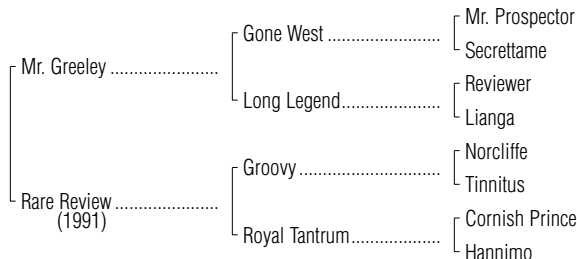 Mr. Prospector
Gone West ........................
Secrettame
Mr. Greeley .......................
Reviewer
Long Legend.....................
Lianga
Norcliffe
Groovy ..............................
Tinnitus
Rare Review ......................
(1991)
Cornish Prince
Royal Tantrum...................
Hannimo